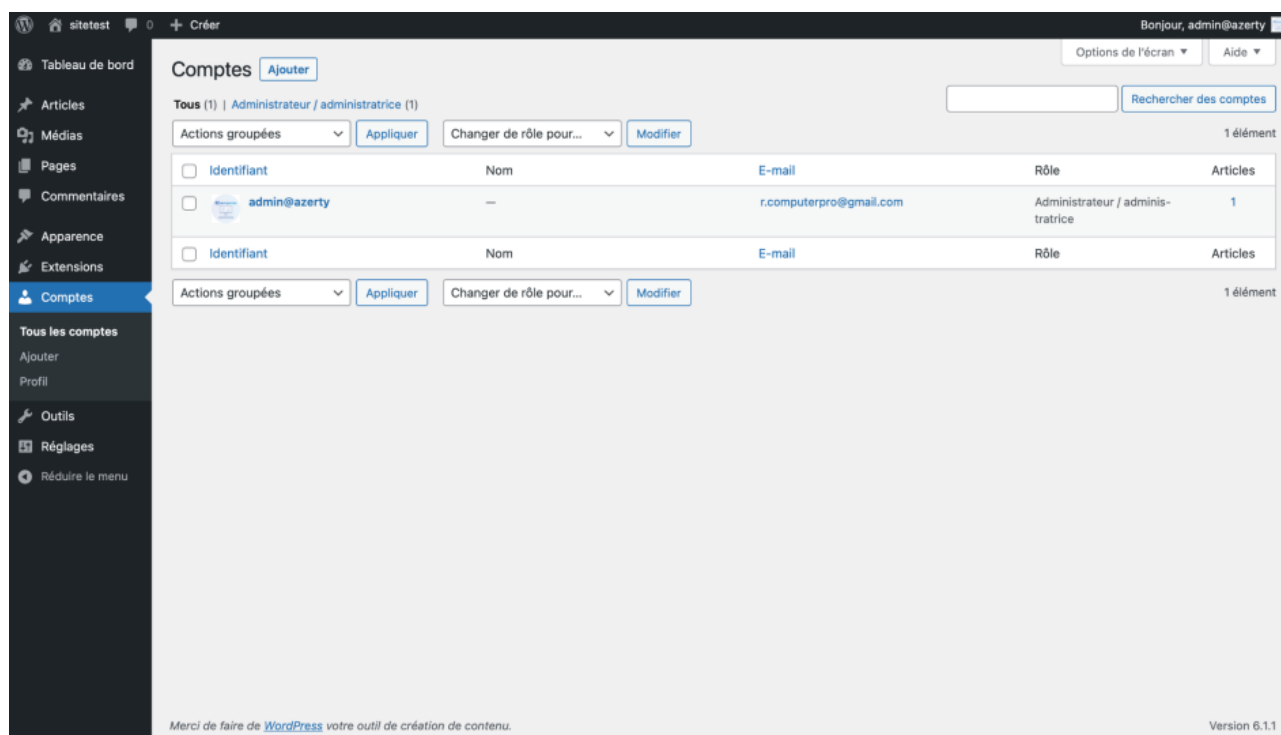 sitetest 0 + Créer Bonjour, admin@azerty
Options de l'écran ▼ Aide ▼
Tableau de bord
Articles
Médias
Pages
Commentaires
Apparence
Extensions
Comptes
Tous les comptes
Ajouter
Profil
Outils
Réglages
Réduire le menu
Comptes Ajouter
Tous (1) | Administrateur / administratrice (1)
Rechercher des comptes
Actions groupées Appliquer Changer de rôle pour... Modifier 1 élément
Identifiant Nom E-mail Rôle Articles
admin@azerty — r.computerpro@gmail.com Administrateur / adminis- 1
tratrice
Identifiant Nom E-mail Rôle Articles
Actions groupées Appliquer Changer de rôle pour... Modifier 1 élément
Merci de faire de WordPress votre outil de création de contenu. Version 6.1.1